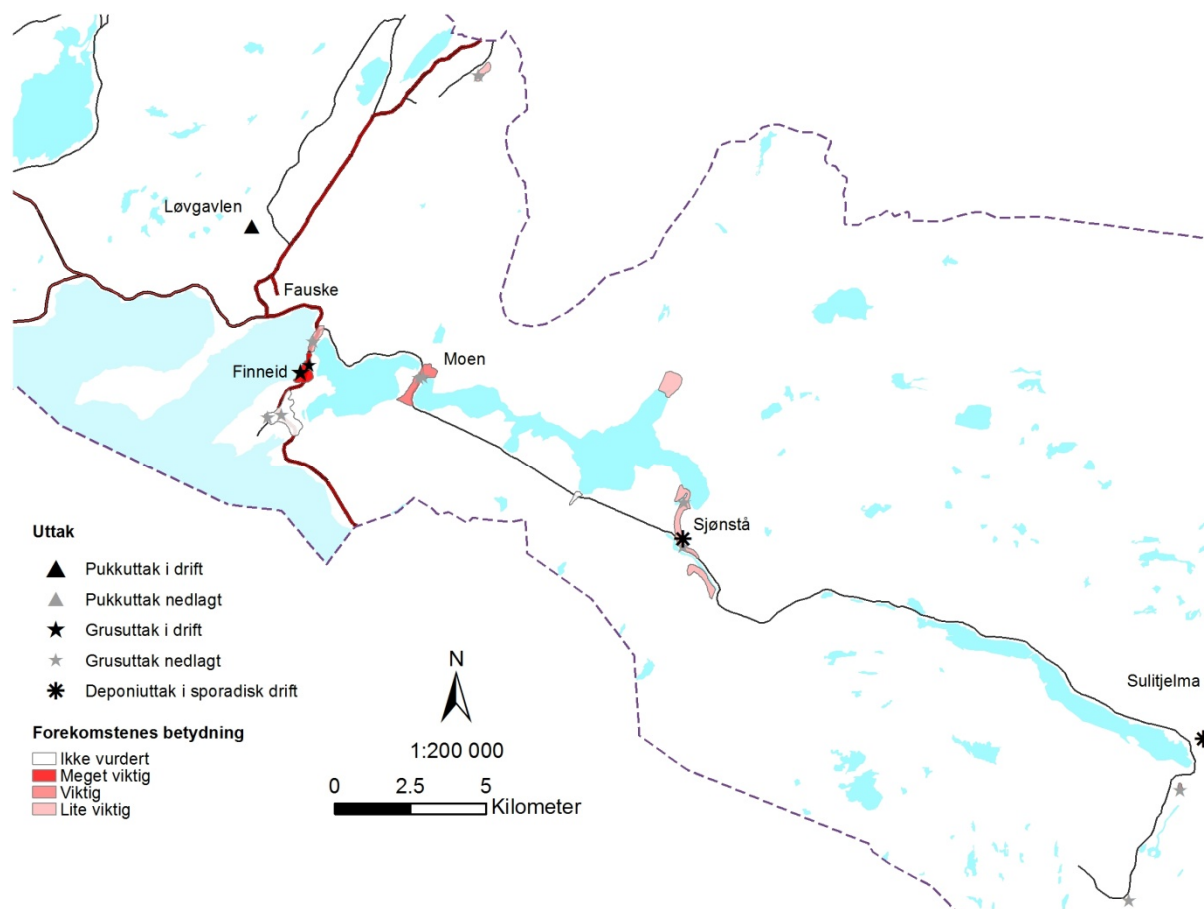 Løvgavlen
Fauske
Finneid
Moen
Sjønstå
Sulitjelma
Uttak
Pukkuttak i drift
Pukkuttak nedlagt
Grusuttak i drift
Grusuttak nedlagt
Deponiuttak i sporadisk drift
Forekomstenes betydning
Ikke vurdert
Meget viktig
Viktig
Lite viktig
N
1:200 000
0 2.5 5
Kilometer